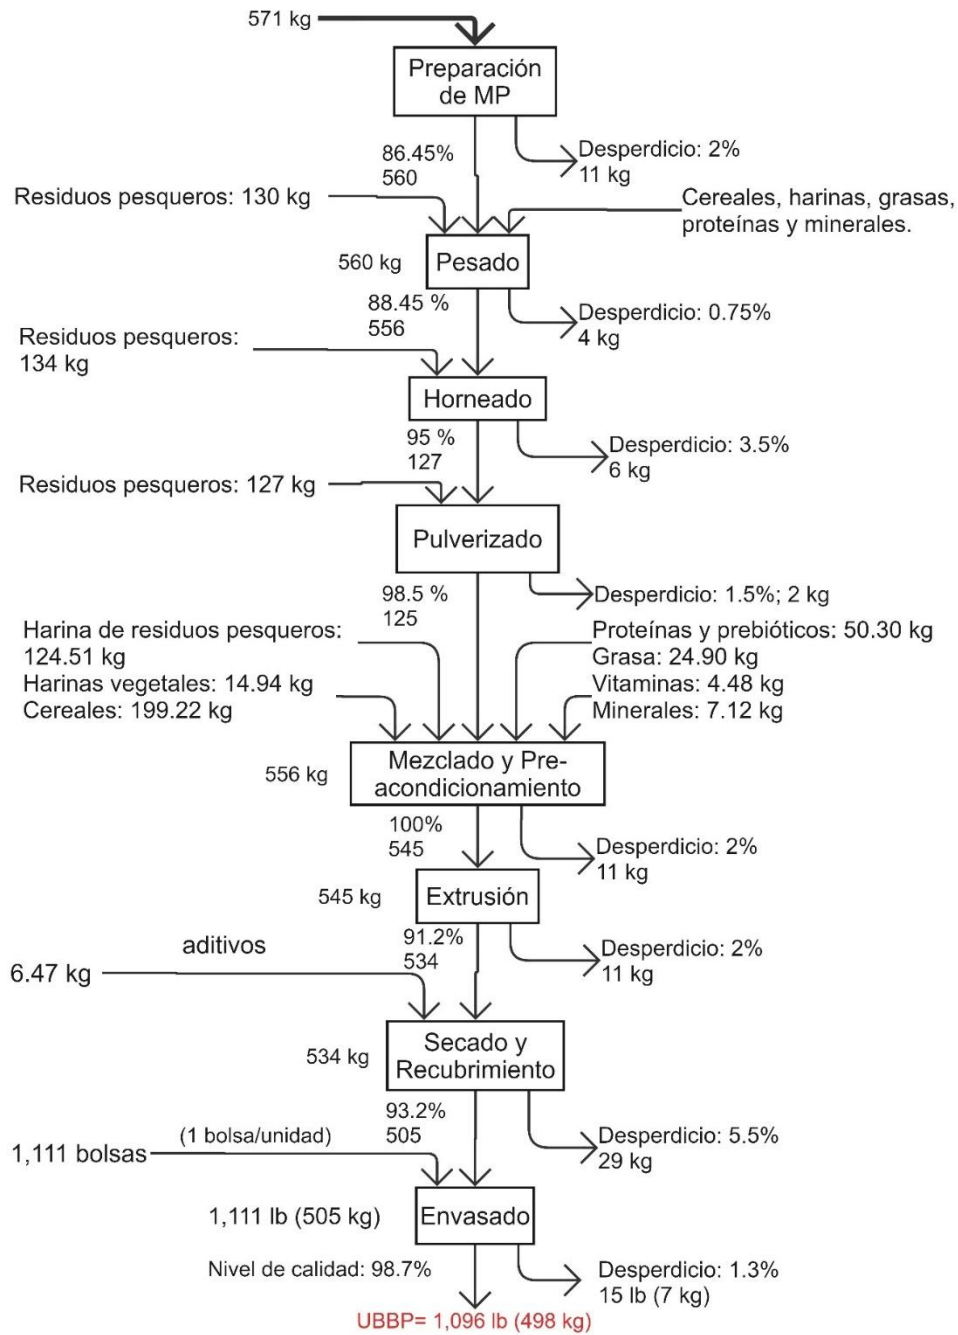 571 kg
Preparación
de MP
86.45%
560
Desperdicio: 2%
11 kg
Residuos pesqueros: 130 kg
Cereales, harinas, grasas,
proteínas y minerales.
560 kg
Pesado
88.45 %
556
Desperdicio: 0.75%
4 kg
Residuos pesqueros:
134 kg
Horneado
95 %
127
Desperdicio: 3.5%
6 kg
Residuos pesqueros: 127 kg
Pulverizado
98.5 %
125
Desperdicio: 1.5%; 2 kg
Harina de residuos pesqueros:
124.51 kg
Harinas vegetales: 14.94 kg
Cereales: 199.22 kg
Proteínas y prebióticos: 50.30 kg
Grasa: 24.90 kg
Vitaminas: 4.48 kg
Minerales: 7.12 kg
556 kg
Mezclado y Pre-
acondicionamiento
100%
545
Desperdicio: 2%
11 kg
545 kg
Extrusión
91.2%
534
Desperdicio: 2%
11 kg
aditivos
6.47 kg
534 kg
Secado y
Recubrimiento
93.2%
505
Desperdicio: 5.5%
29 kg
(1 bolsa/unidad)
1,111 bolsas
1,111 lb (505 kg)
Envasado
Nivel de calidad: 98.7%
Desperdicio: 1.3%
15 lb (7 kg)
UBBP= 1,096 lb (498 kg)